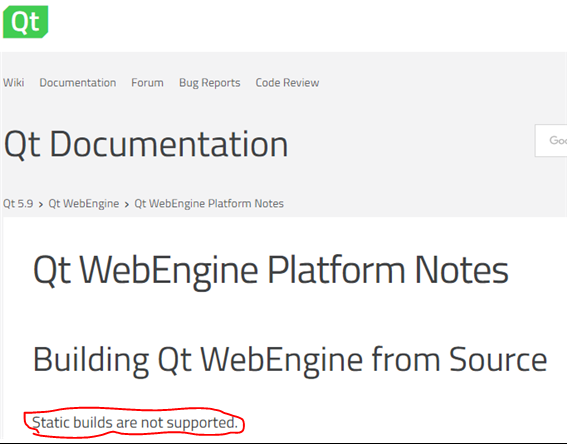 Qt
Wiki Documentation Forum Bug Reports Code Review
Qt Documentation
Goo
Qt 5.9 > Qt WebEngine > Qt WebEngine Platform Notes
Qt WebEngine Platform Notes
Building Qt WebEngine from Source
Static builds are not supported.